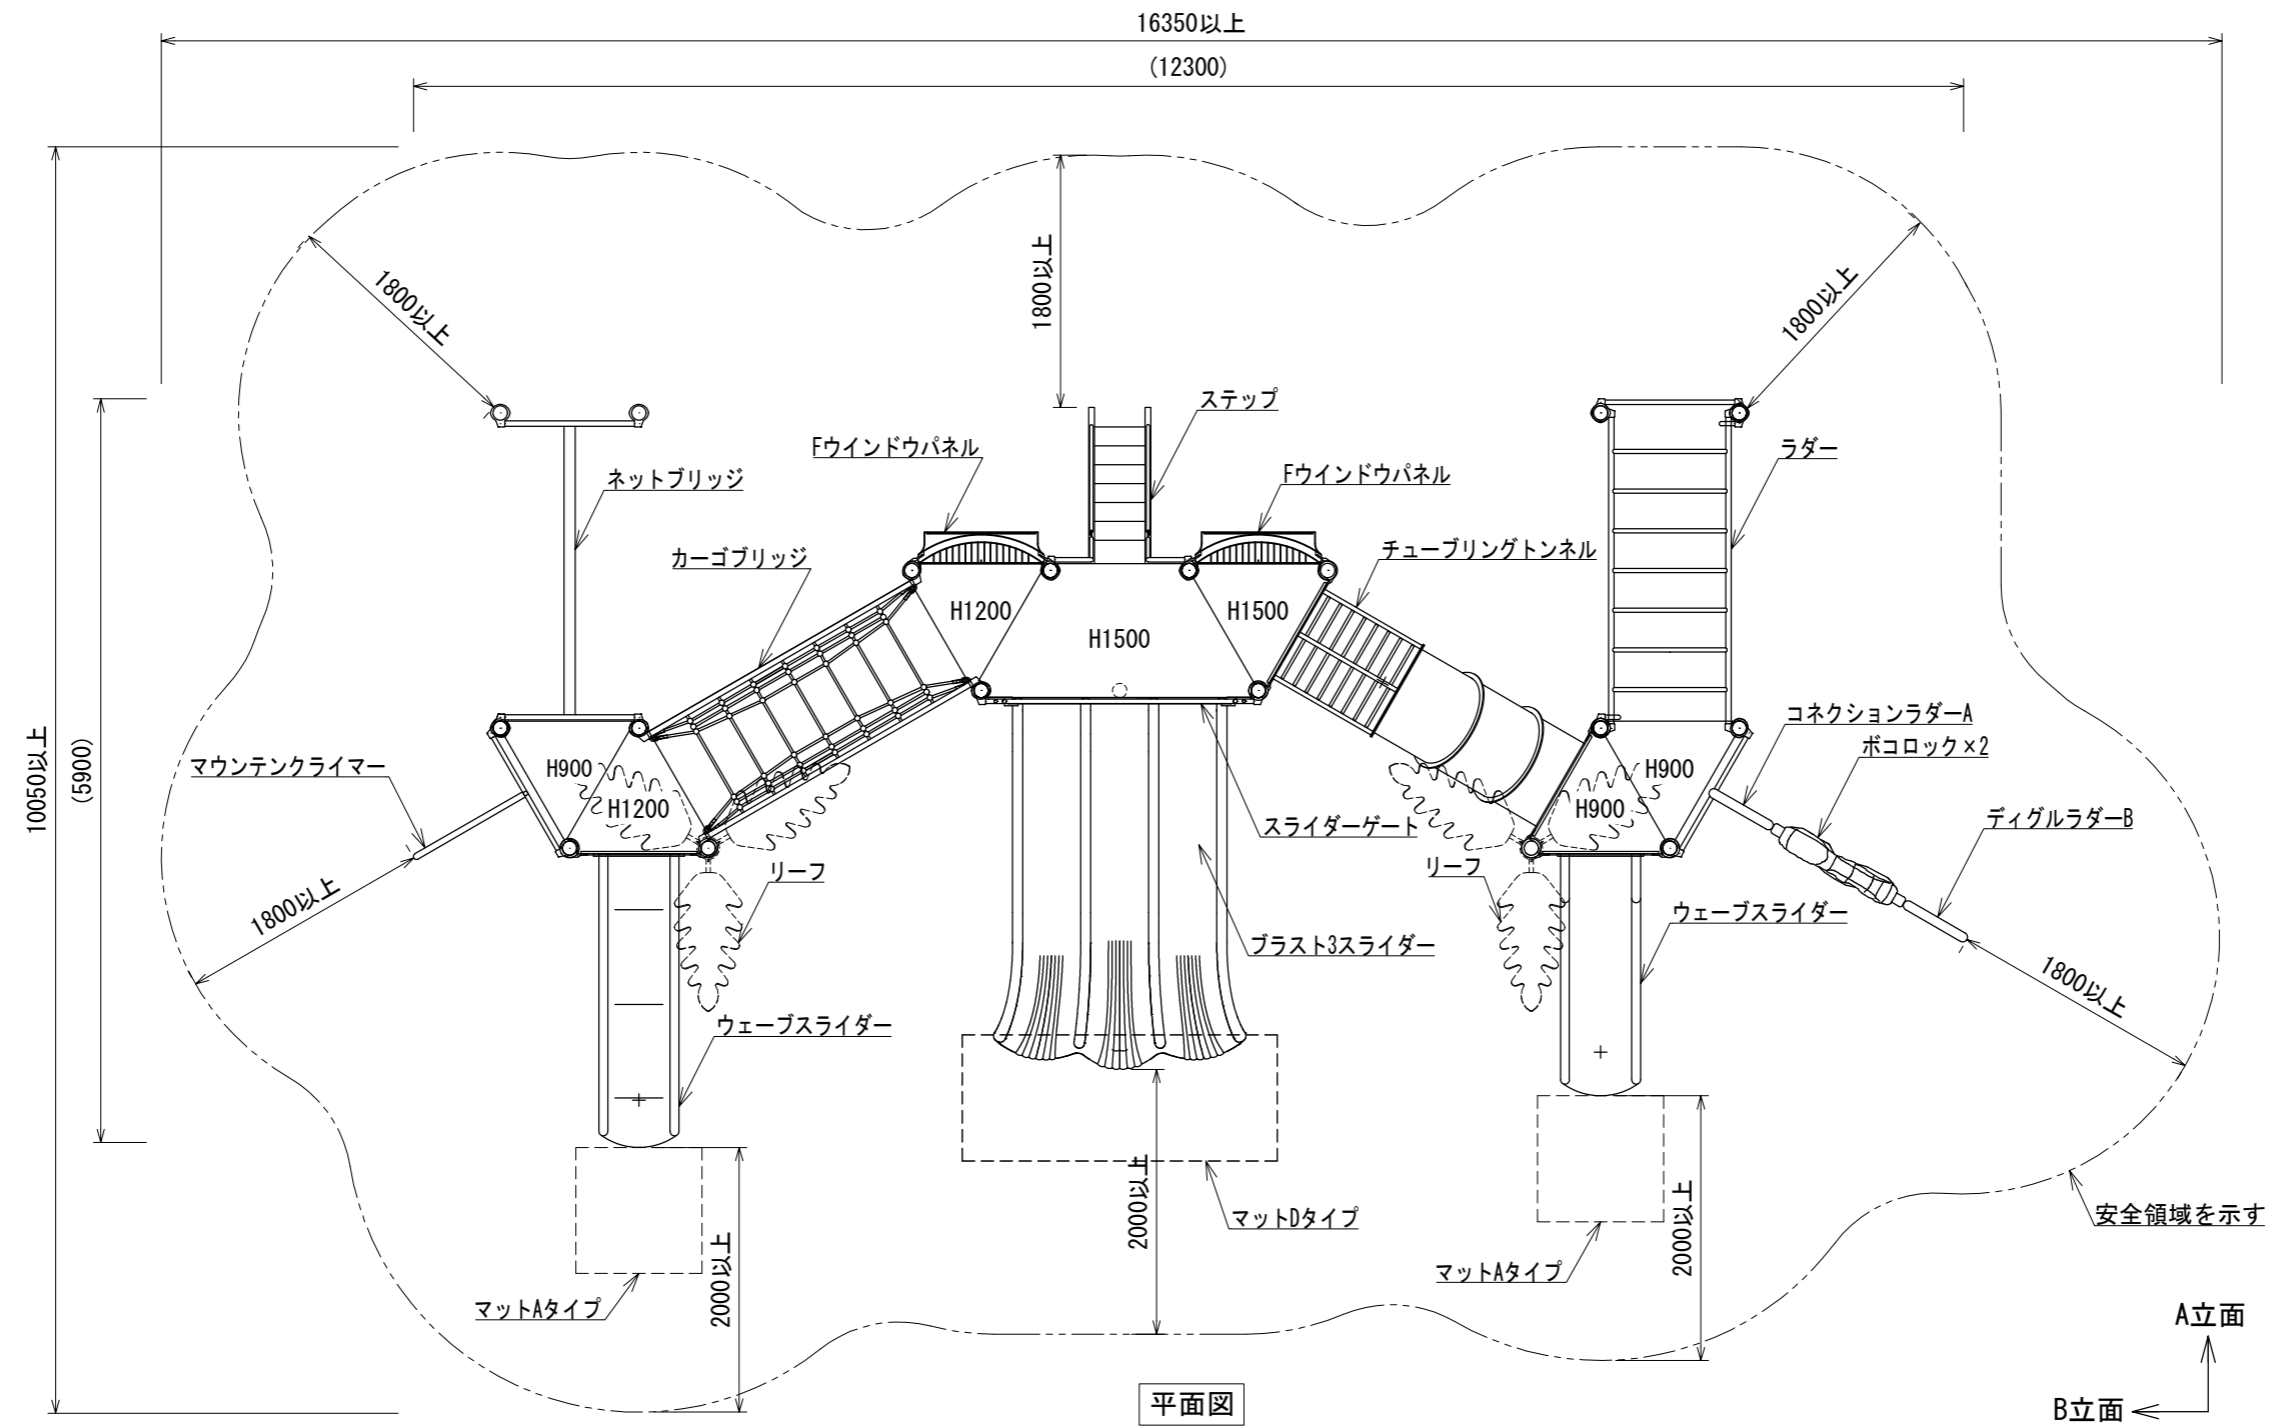 16350以上
(12300)
1800以上
1800以上
1800以上
ステップ
Fウインドウパネル
Fウインドウパネル
ラダー
ネットブリッジ
カーゴブリッジ
チューブリングトンネル
H1200
H1500
H1500
10050以上
(5900)
マウンテンクライマー
H900
H1200
H900
H900
コネクションラダーA
ボコロック×2
ディグルラダーB
スライダーゲート
リーフ
リーフ
1800以上
ウェーブスライダー
ブラスト3スライダー
1800以上
ウェーブスライダー
2000以上
2000以上
2000以上
マットDタイプ
安全領域を示す
マットAタイプ
マットAタイプ
A立面
B立面
平面図